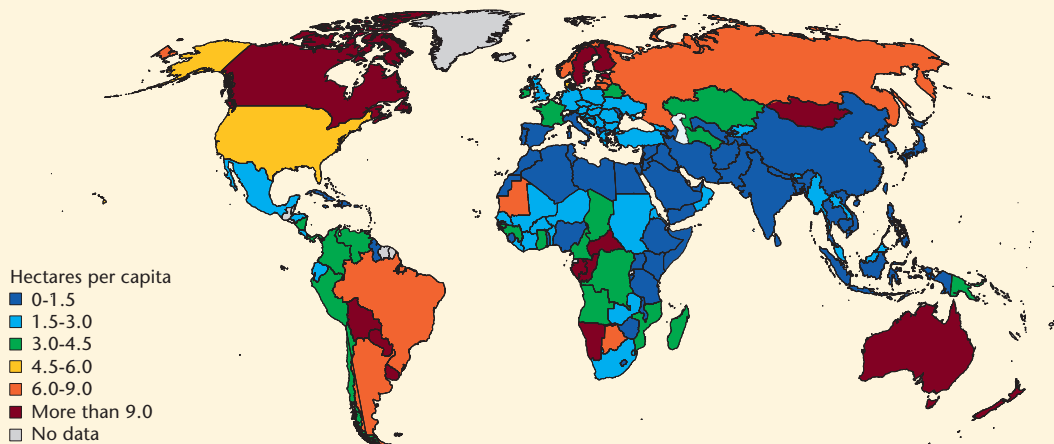 Hectares per capita
0-1.5
1.5-3.0
3.0-4.5
4.5-6.0
6.0-9.0
More than 9.0
No data